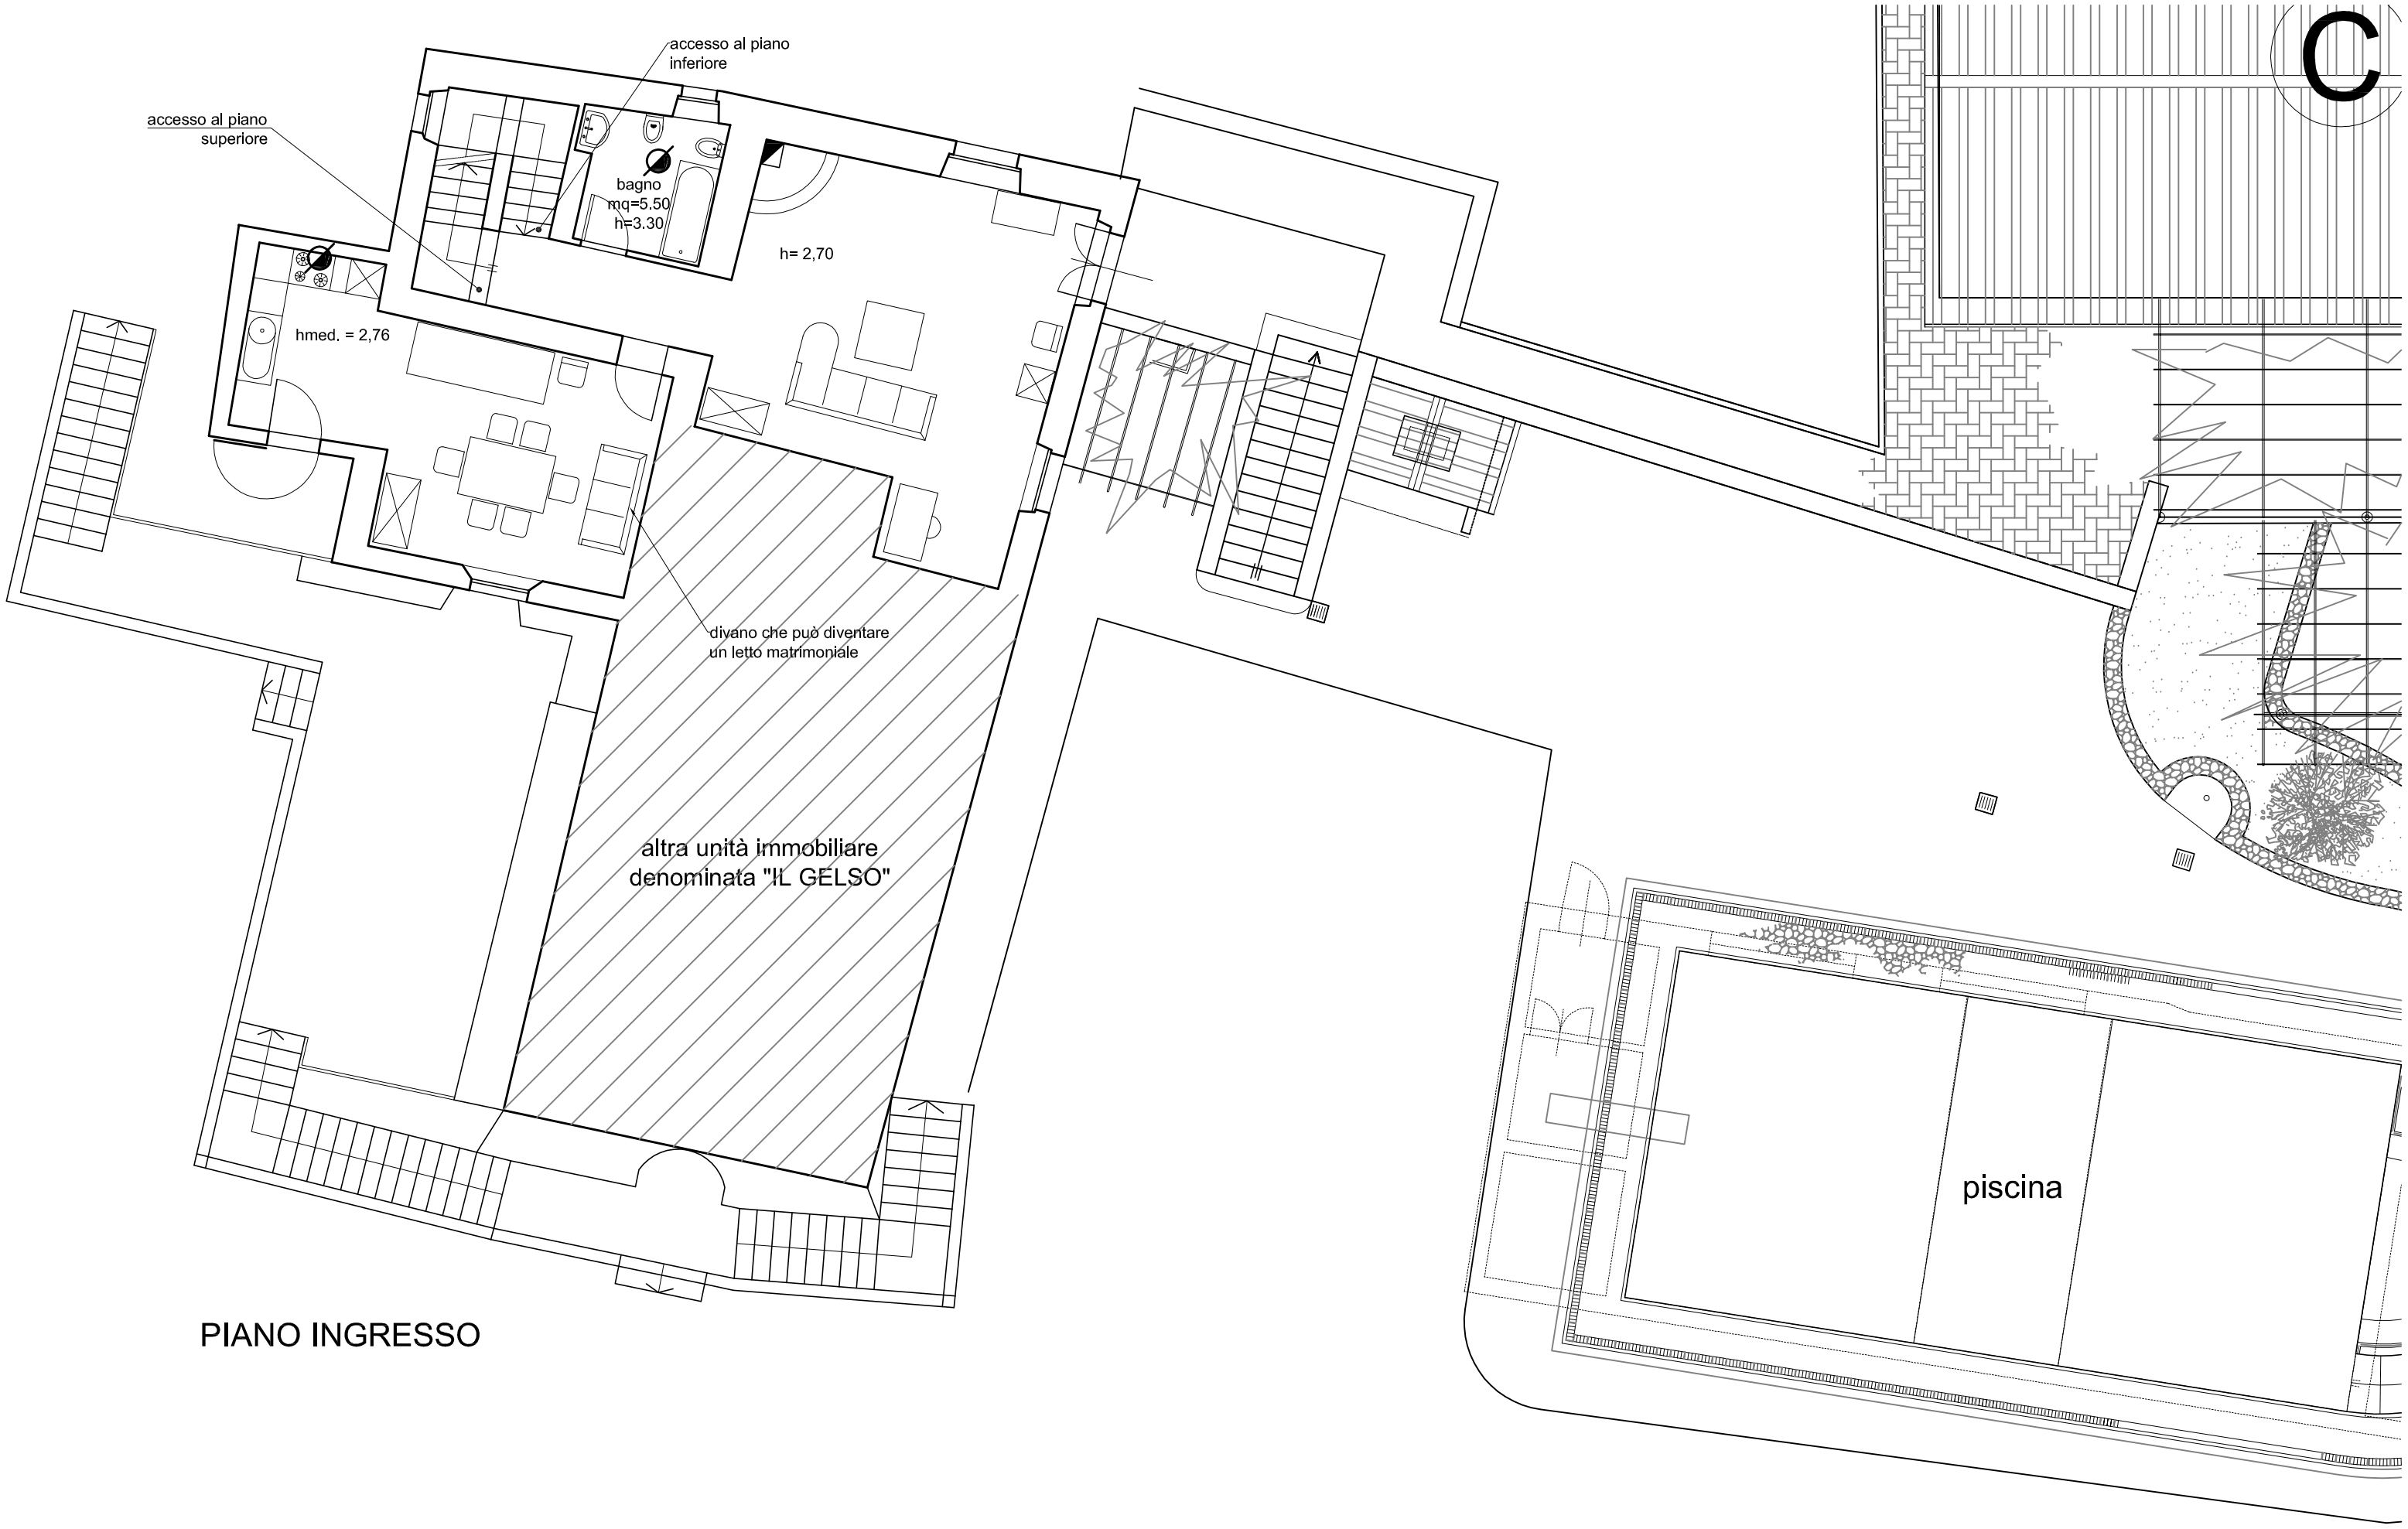 C
accesso al piano
inferiore
accesso al piano
superiore
bagno
mq=5,50
h=3.30
h= 2,70
hmed. = 2,76
divano che può diventare
un letto matrimoniale
altra unità immobiliare
denominata "IL GELSO"
piscina
PIANO INGRESSO